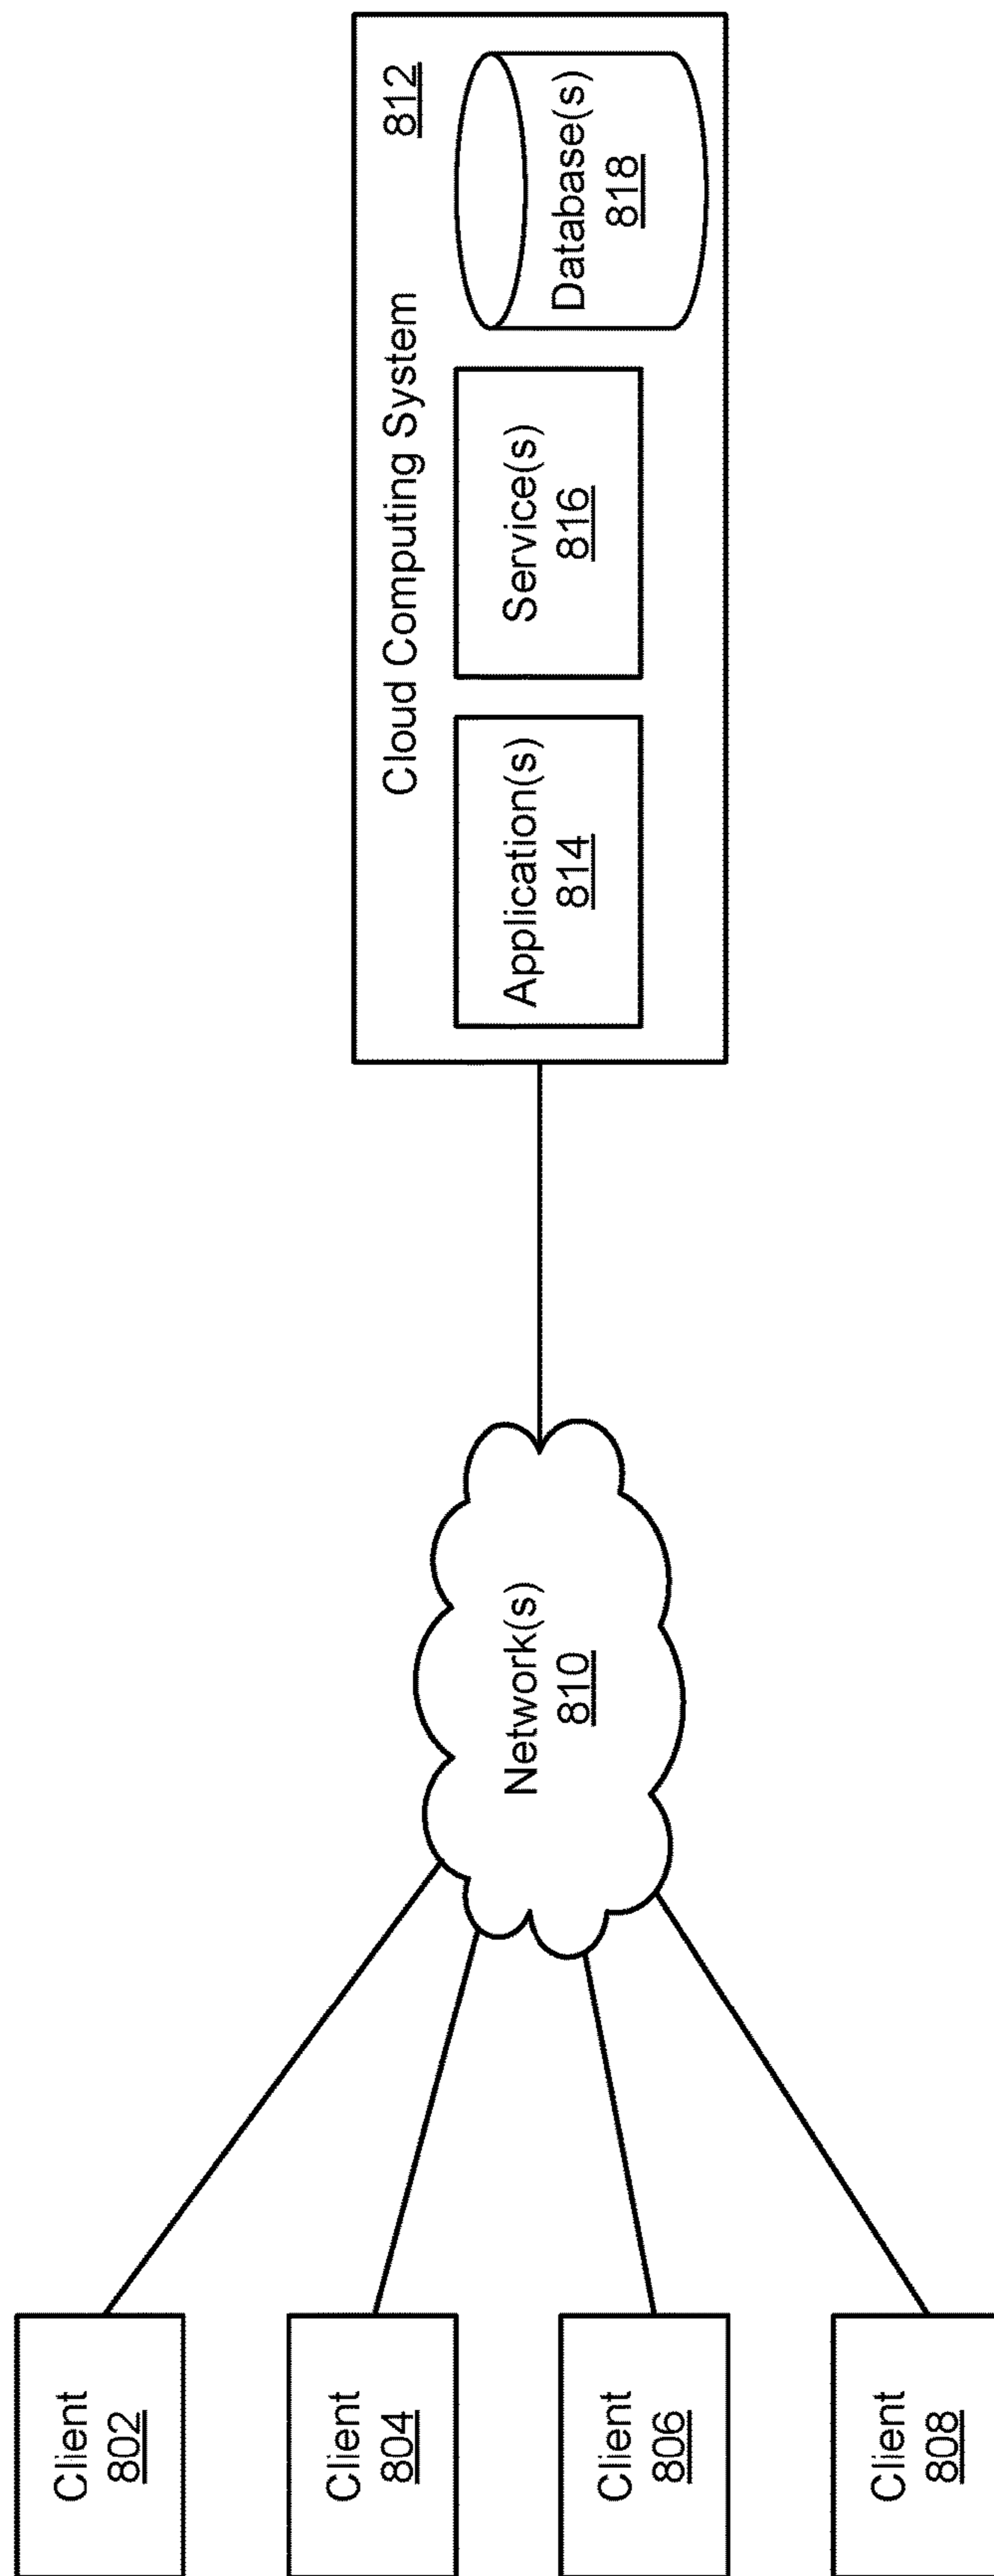 Client
802
Client
804
Client
806
Client
808
Network(s)
810
Cloud Computing System
812
Application(s)
814
Service(s)
816
Database(s)
818